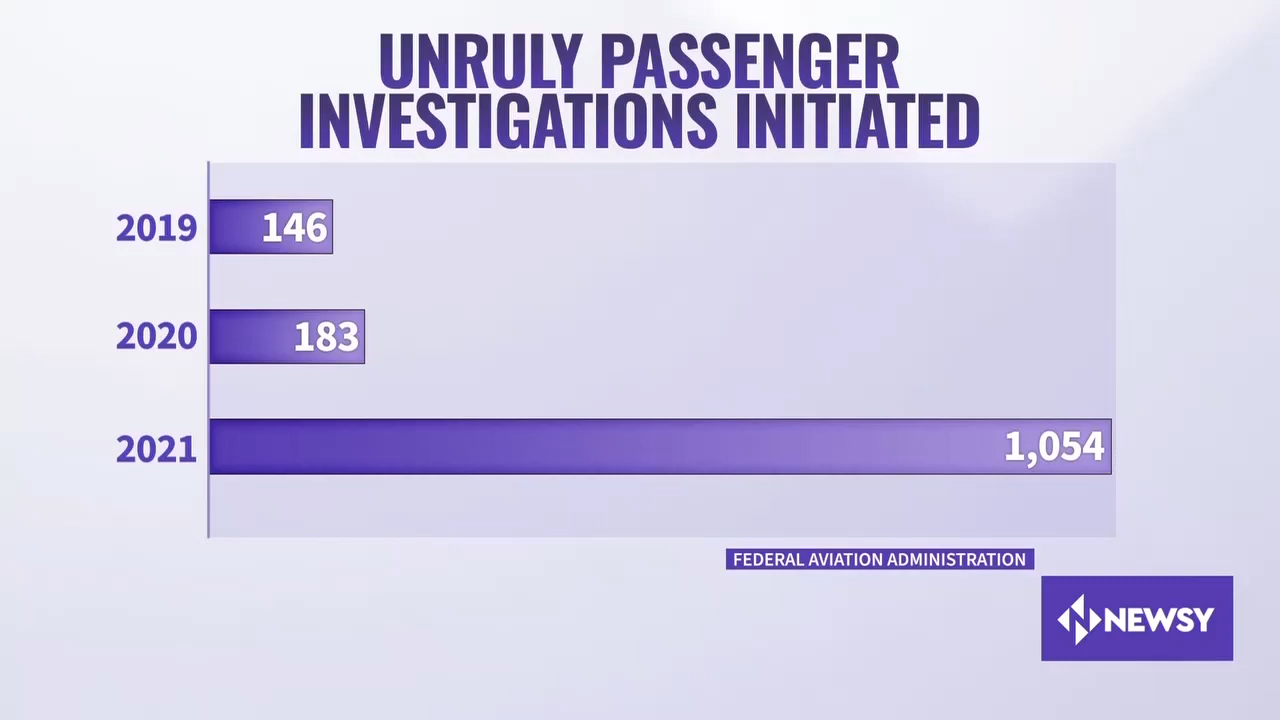 UNRULY PASSENGER
INVESTIGATIONS INITIATED
2019 146
2020 183
2021 1,054
FEDERAL AVIATION ADMINISTRATION
NEWSY